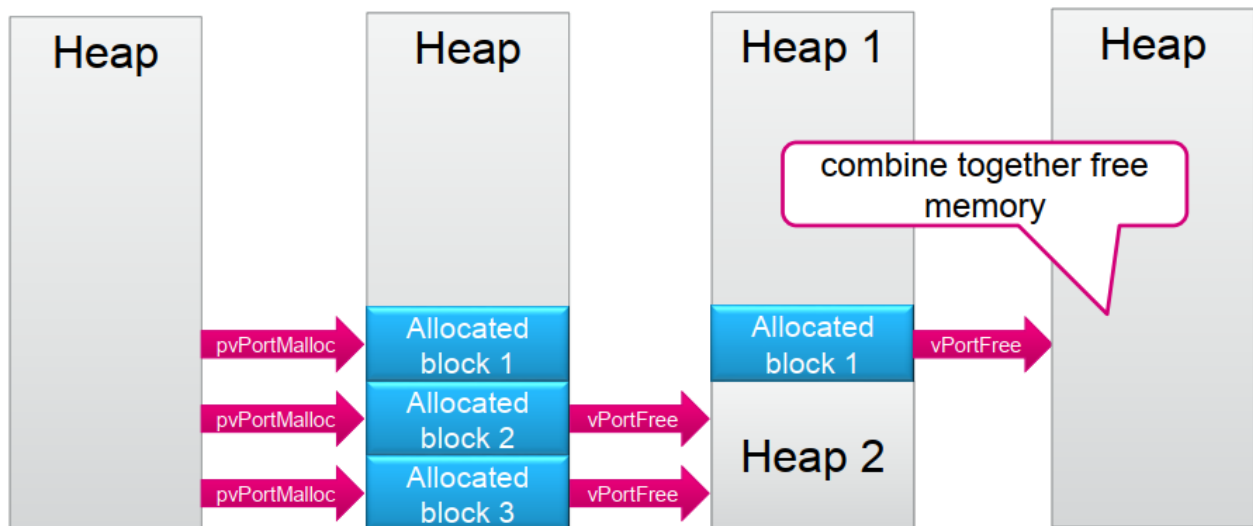 Heap
Heap
Heap 1
Heap
combine together free
memory
Allocated
block 1
Allocated
block 1
pvPortMalloc
vPortFree
Allocated
block 2
pvPortMalloc
vPortFree
Heap 2
Allocated
block 3
pvPortMalloc
vPortFree